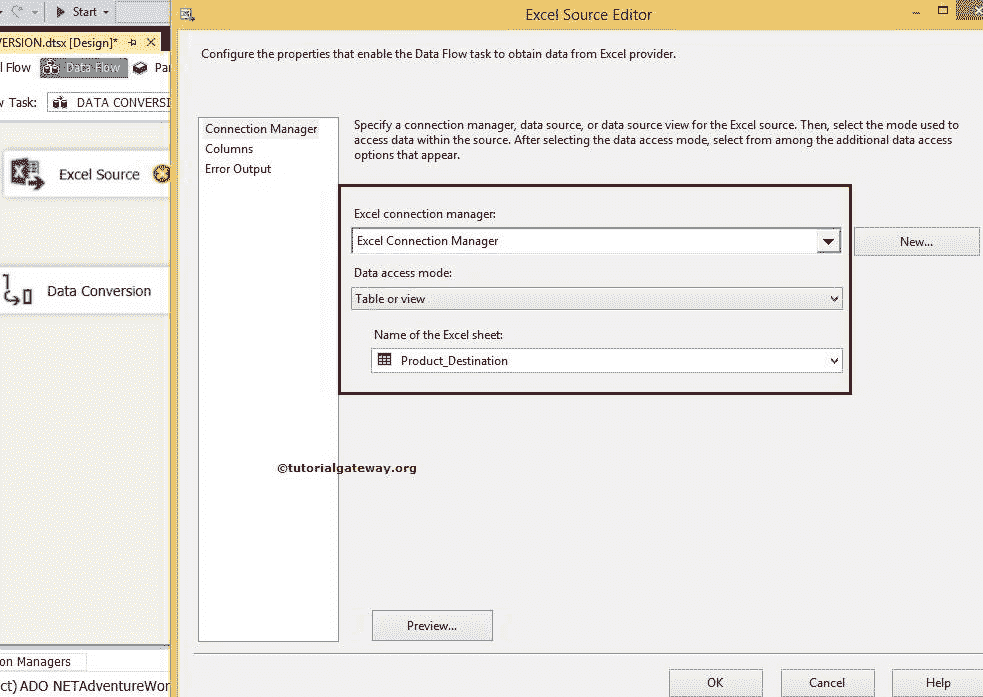 Start
Excel Source Editor
VERSION.dtsx [Design]*
Configure the properties that enable the Data Flow task to obtain data from Excel provider.
l Flow
Data Flow
Pa
w Task:
DATA CONVERSI
Connection Manager
Columns
Error Output
Specify a connection manager, data source, or data source view for the Excel source. Then, select the mode used to
access data within the source. After selecting the data access mode, select from among the additional data access
options that appear.
Excel Source
Excel connection manager:
Excel Connection Manager
New...
Data access mode:
Table or view
Data Conversion
Name of the Excel sheet:
Product_Destination
©tutorialgateway.org
Preview...
on Managers
ct) ADO NETAdventureWor
OK
Cancel
Help